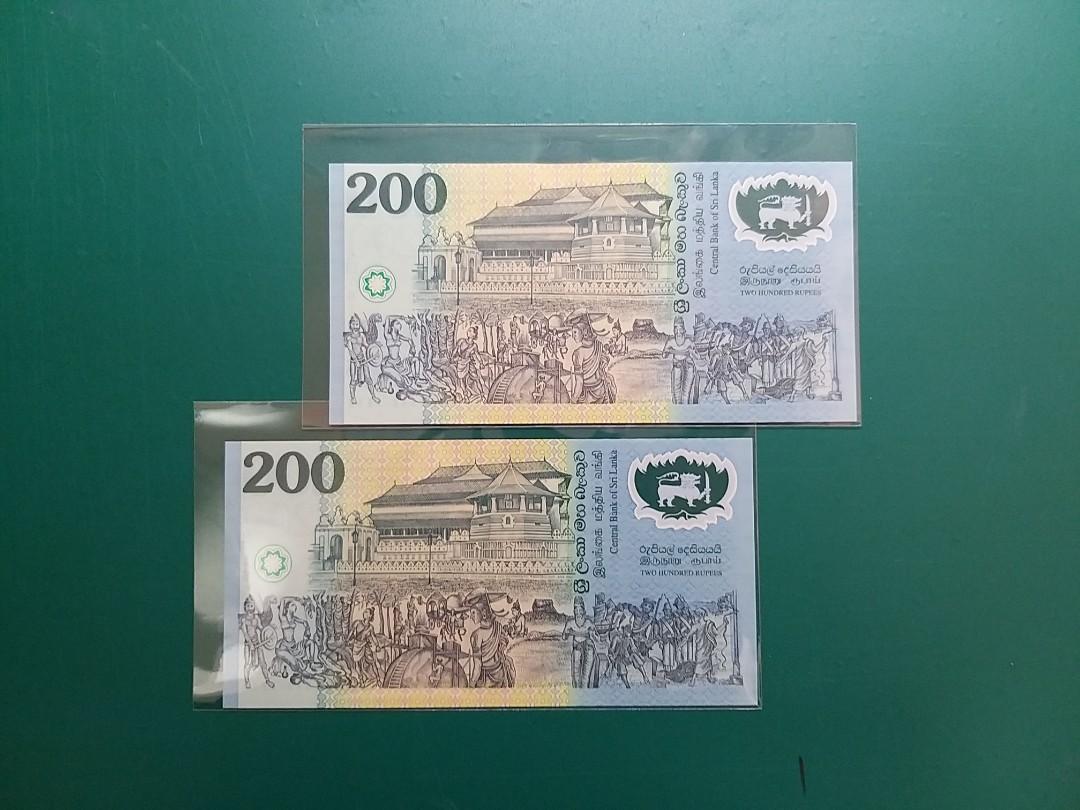 200
ශ්‍රී ලංකා මහ බැංකුව
இலங்கை மத்திய வங்கி
Central Bank of Sri Lanka
රුපියල් දෙසියයයි
இருநூறு ரூபாய்
TWO HUNDRED RUPEES
200
ශ්‍රී ලංකා මහ බැංකුව
இலங்கை மத்திய வங்கி
Central Bank of Sri Lanka
රුපියල් දෙසියයයි
இருநூறு ரூபாய்
TWO HUNDRED RUPEES